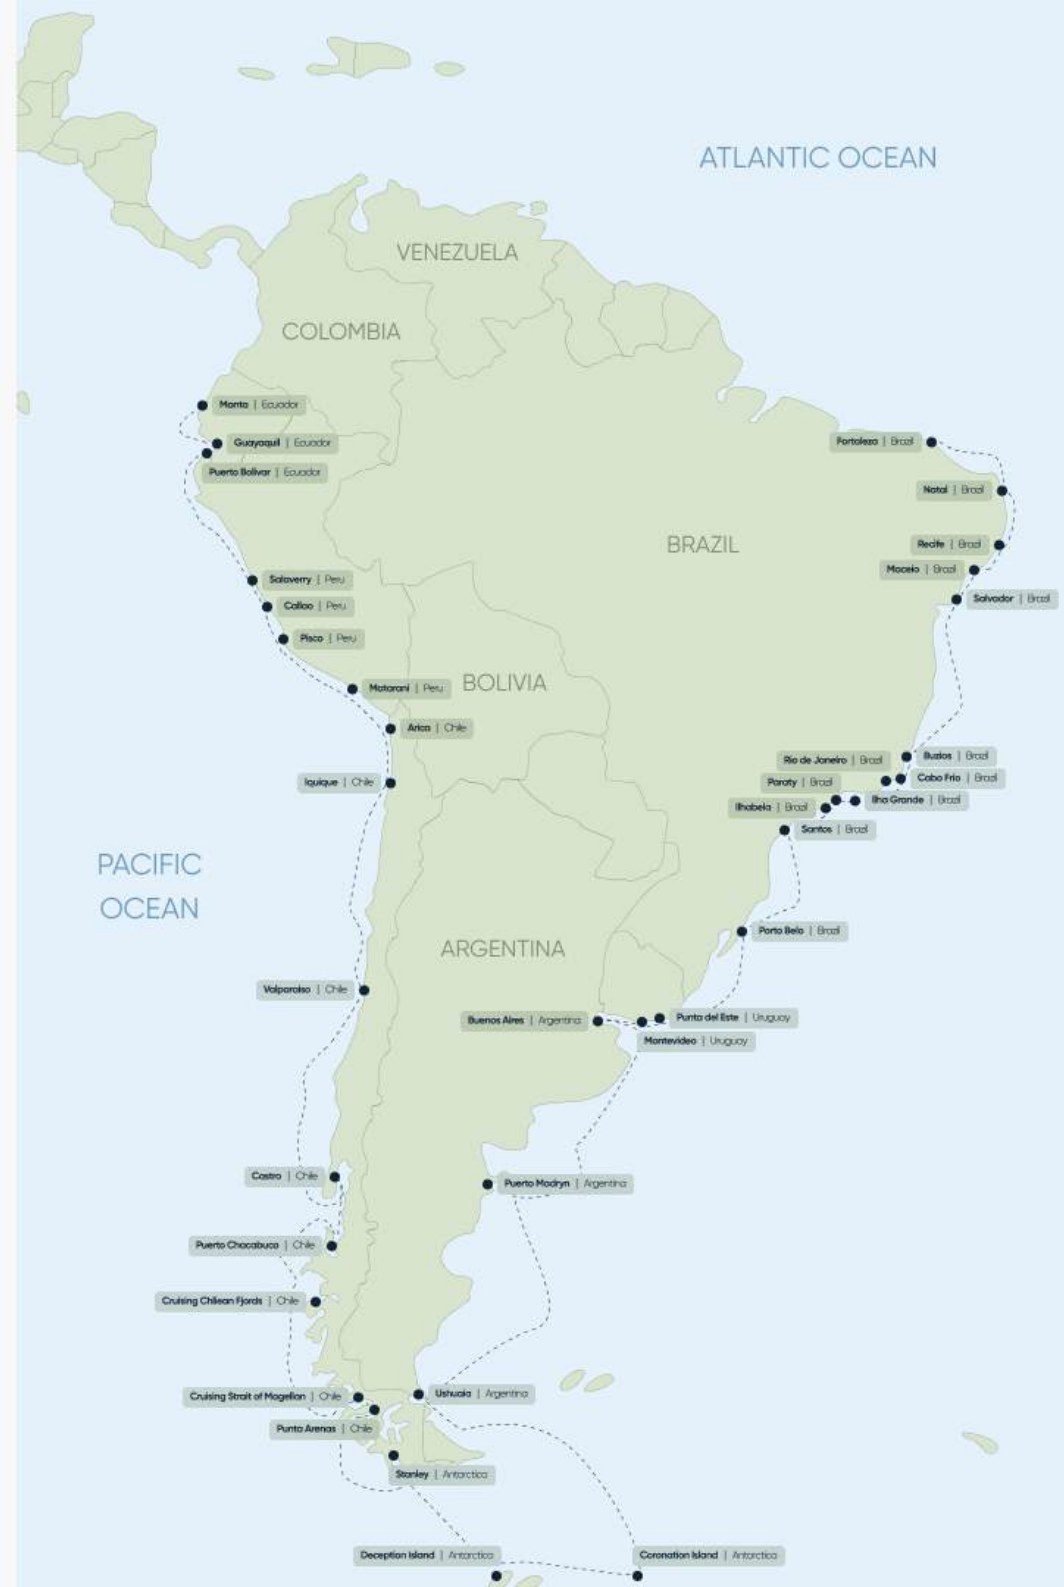 ATLANTIC OCEAN
VENEZUELA
COLOMBIA
Manta | Ecuador
Guayaquil | Ecuador
Fortaleza | Brazil
Puerto Bolivar | Ecuador
Natal | Brazil
BRAZIL
Recife | Brazil
Maceio | Brazil
Salaverry | Peru
Salvador | Brazil
Callao | Peru
Pisco | Peru
BOLIVIA
Matarani | Peru
Arica | Chile
Buzios | Brazil
Rio de Janeiro | Brazil
Cabo Frio | Brazil
Iquique | Chile
Paraty | Brazil
Ilha Grande | Brazil
Ilhabela | Brazil
Santos | Brazil
PACIFIC
OCEAN
Porto Belo | Brazil
ARGENTINA
Valparaiso | Chile
Punta del Este | Uruguay
Buenos Aires | Argentina
Montevideo | Uruguay
Castro | Chile
Puerto Madryn | Argentina
Puerto Chacabuco | Chile
Cruising Chilean Fjords | Chile
Ushuaia | Argentina
Cruising Strait of Magellan | Chile
Punta Arenas | Chile
Stanley | Antarctica
Deception Island | Antarctica
Coronation Island | Antarctica